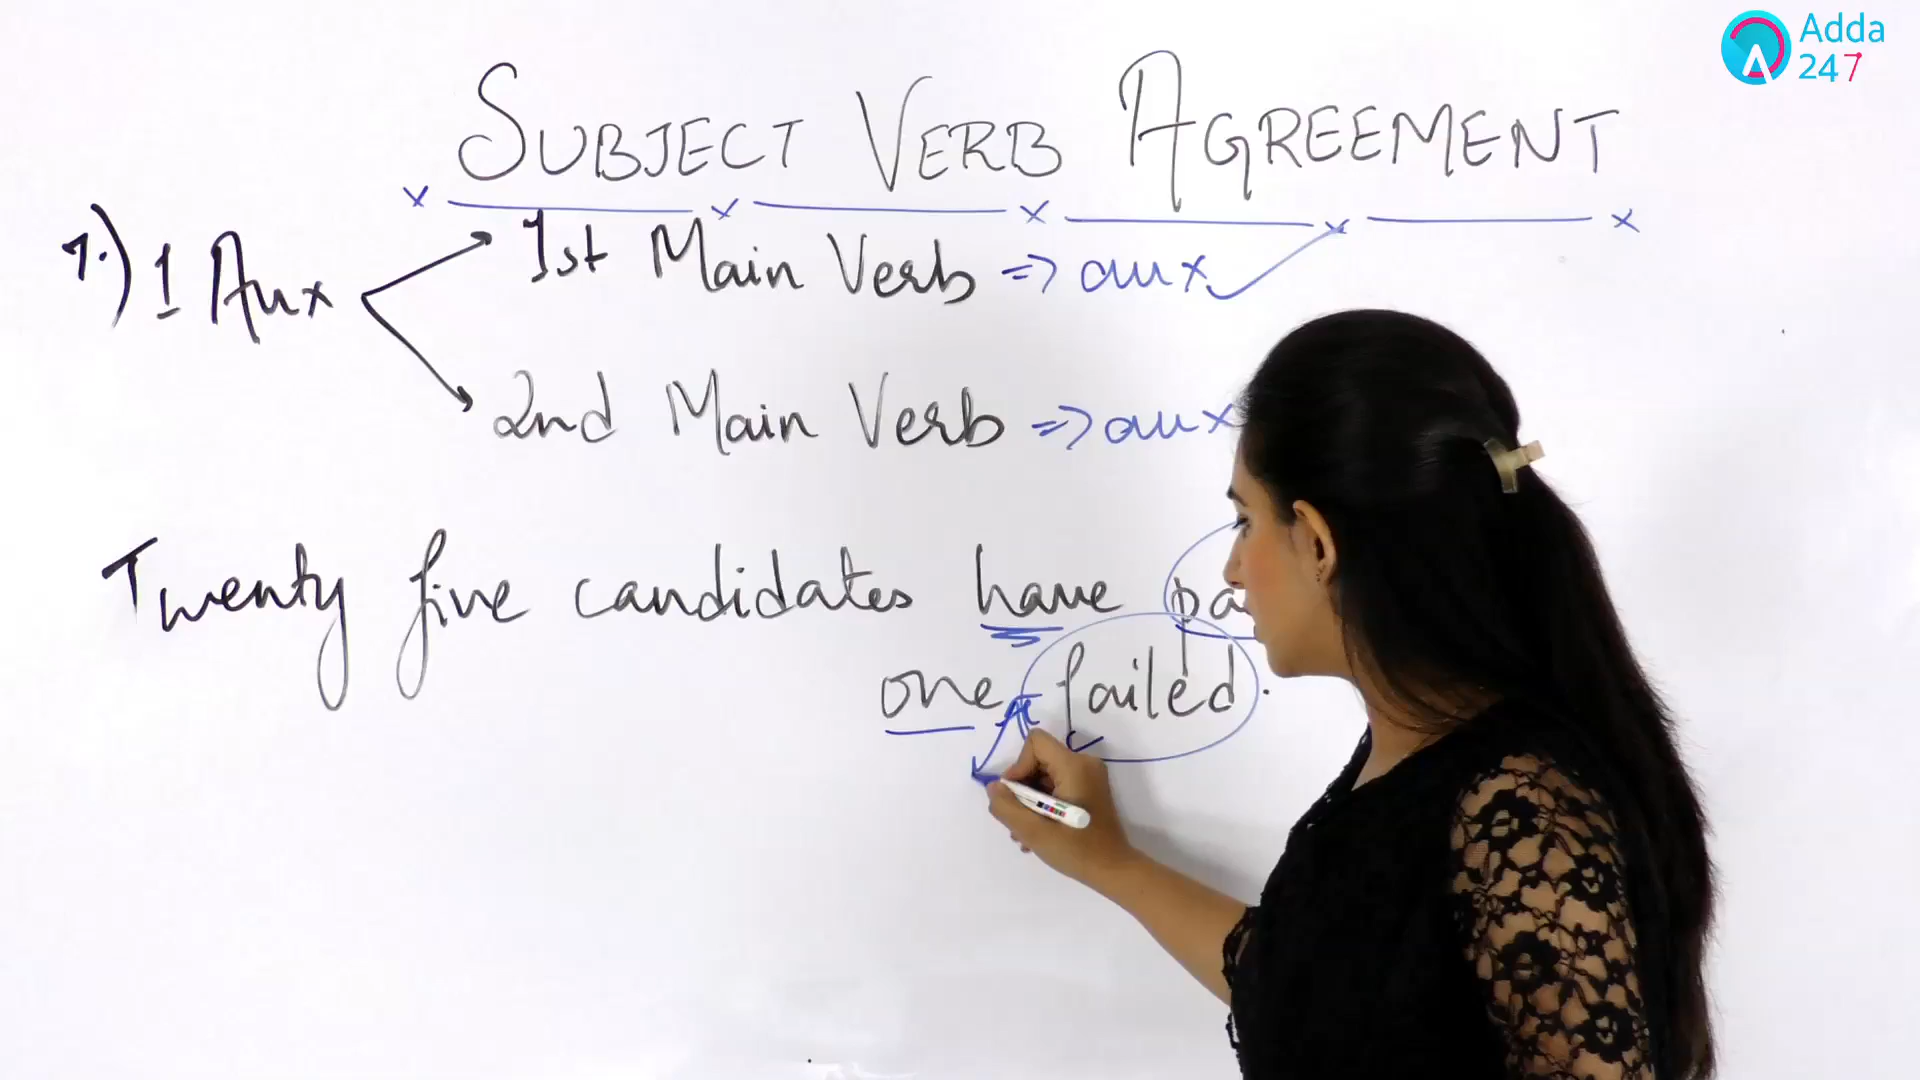 Adda
247
SUBJECT VERB AGREEMENT
7.) 1 Aux
1st Main Verb => aux
2nd Main Verb => aux
Twenty five candidates have
one failed.